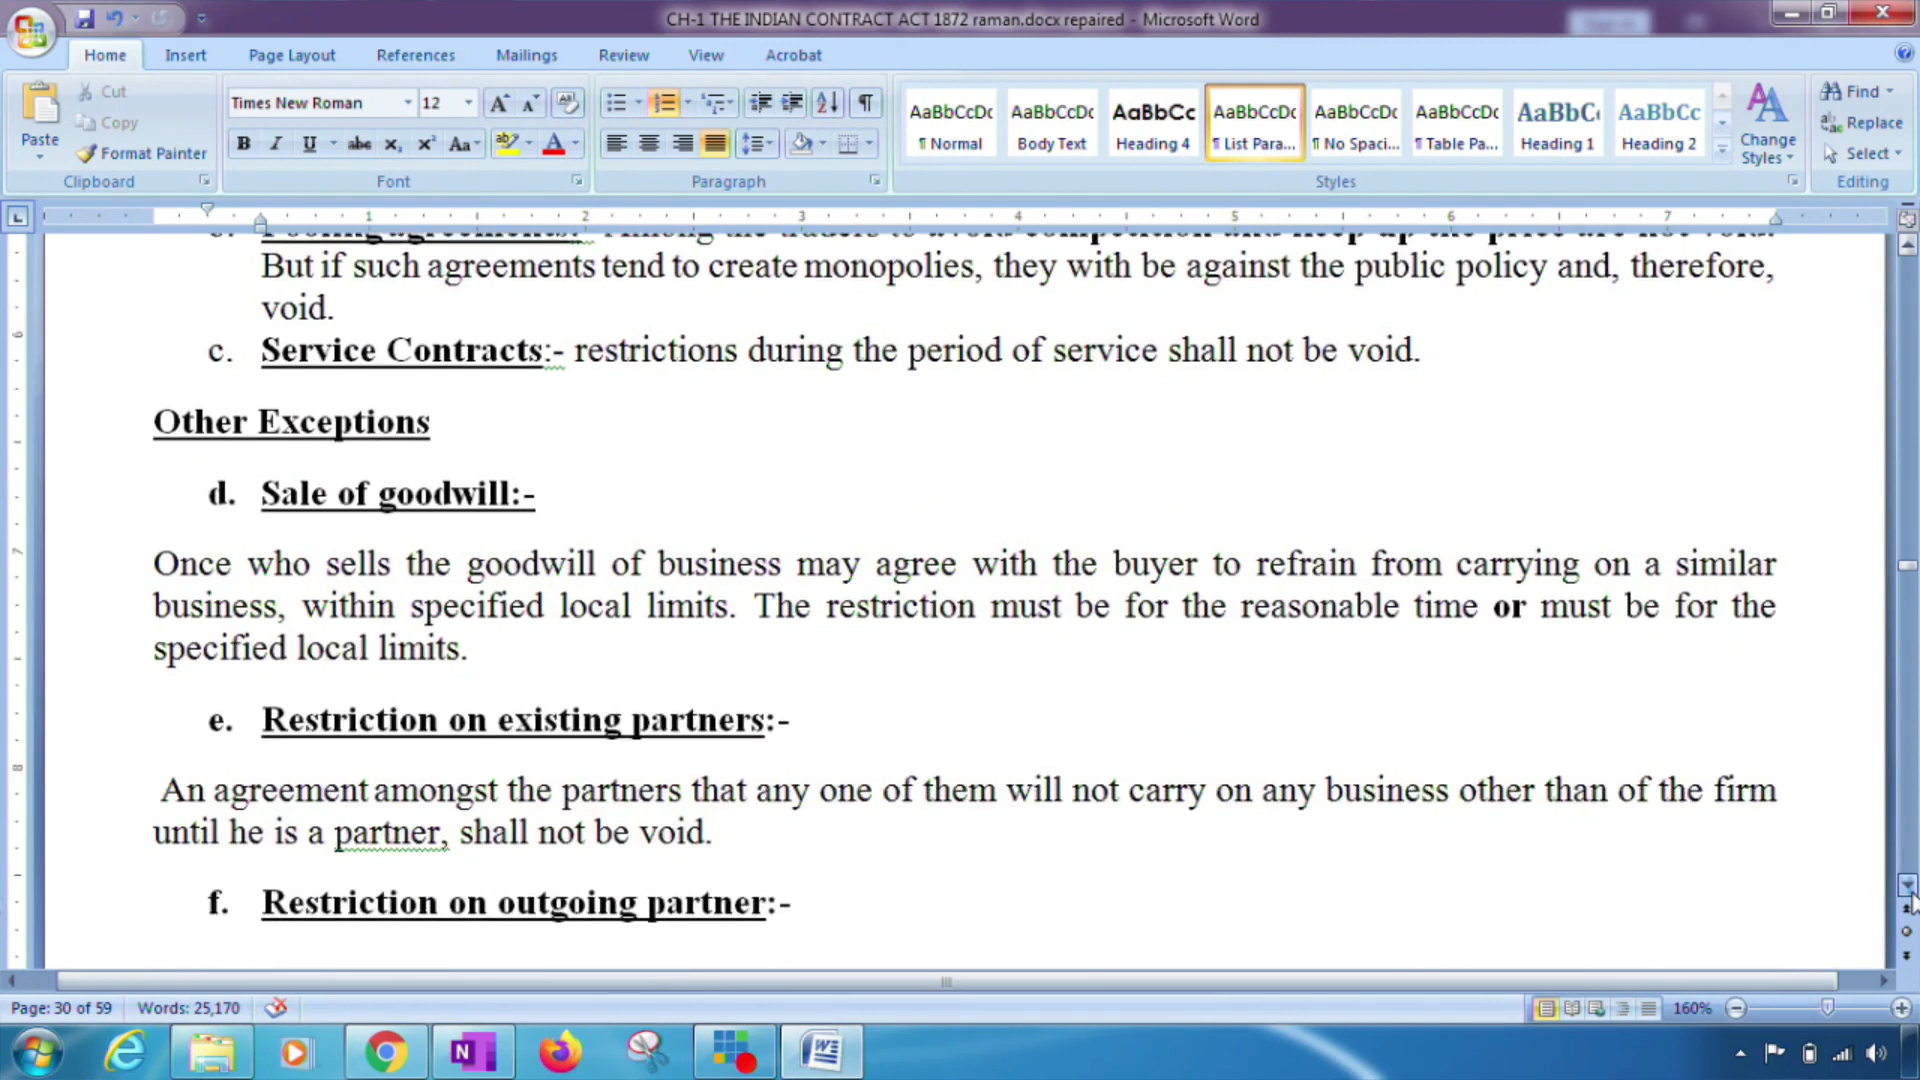 CH-1 THE INDIAN CONTRACT ACT 1872 raman.docx repaired - Microsoft Word
Home Insert Page Layout References Mailings Review View Acrobat
Paste
Cut
Copy
Format Painter
Clipboard
Times New Roman 12
Font
Paragraph
AaBbCcDc AaBbCcDc AaBbCc AaBbCcDc AaBbCcDc AaBbCcDc AaBbC AaBbCc
¶ Normal Body Text Heading 4 ¶ List Para... ¶ No Spaci... ¶ Table Pa... Heading 1 Heading 2
Change Styles
Styles
Find
Replace
Select
Editing
1 2 3 4 5 6 7
But if such agreements tend to create monopolies, they with be against the public policy and, therefore,
void.
c. Service Contracts:- restrictions during the period of service shall not be void.
Other Exceptions
d. Sale of goodwill:-
Once who sells the goodwill of business may agree with the buyer to refrain from carrying on a similar
business, within specified local limits. The restriction must be for the reasonable time or must be for the
specified local limits.
e. Restriction on existing partners:-
An agreement amongst the partners that any one of them will not carry on any business other than of the firm
until he is a partner, shall not be void.
f. Restriction on outgoing partner:-
Page: 30 of 59 Words: 25,170 160%